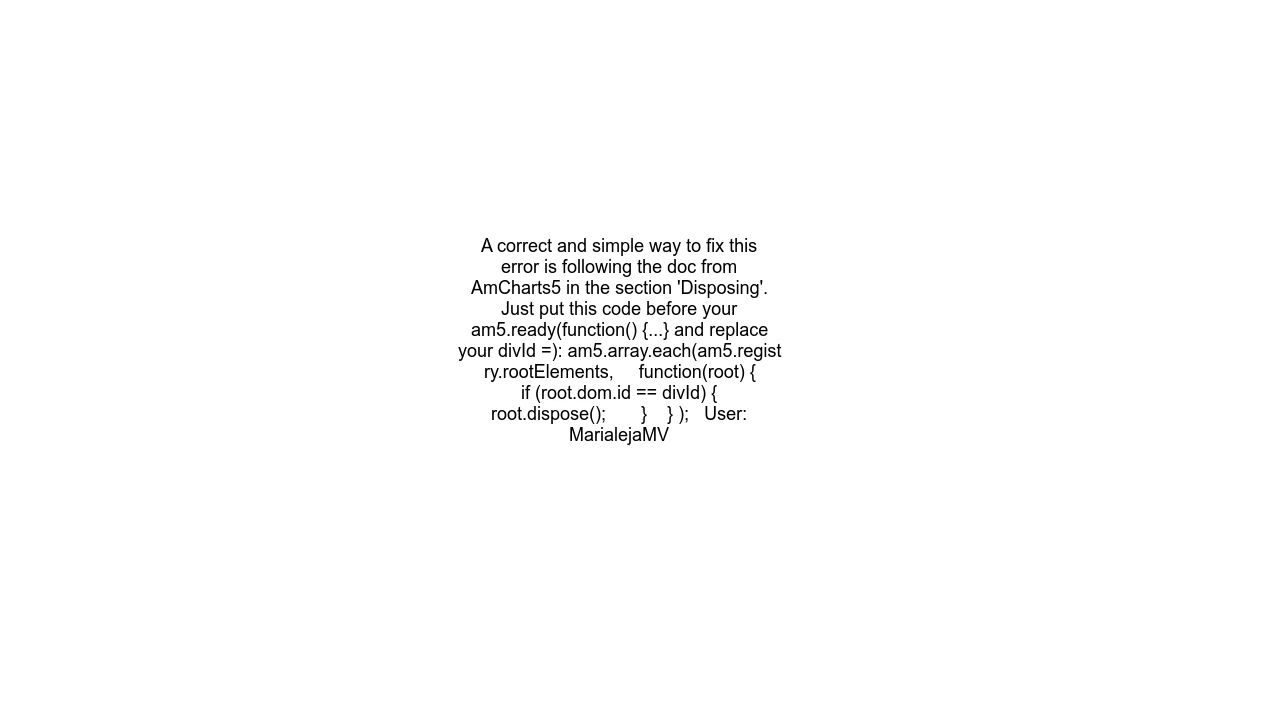 A correct and simple way to fix this
error is following the doc from
AmCharts5 in the section 'Disposing'.
Just put this code before your
am5.ready(function() {...} and replace
your divId =): am5.array.each(am5.regist
ry.rootElements,     function(root) {
if (root.dom.id == divId) {
root.dispose();       }    } );   User:
MarialejaMV